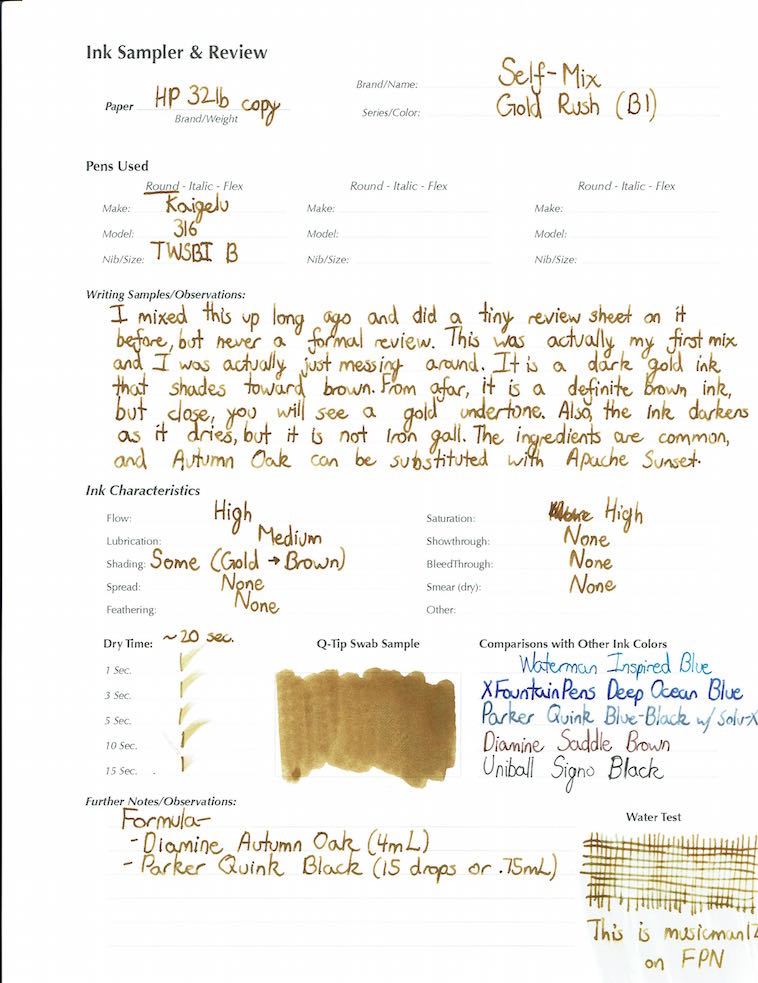 Ink Sampler & Review
Paper HP 32lb copy
Brand/Weight
Brand/Name: Self-Mix
Series/Color: Gold Rush (B1)
Pens Used
Round - Italic - Flex
Make: Kaigelu
Model: 316
Nib/Size: TWSBI B
Round - Italic - Flex
Make:
Model:
Nib/Size:
Round - Italic - Flex
Make:
Model:
Nib/Size:
Writing Samples/Observations:
I mixed this up long ago and did a tiny review sheet on it
before, but never a formal review. This was actually my first mix
and I was actually just messing around. It is a dark gold ink
that shades toward brown. From afar, it is a definite brown ink,
but close, you will see a gold undertone. Also, the ink darkens
as it dries, but it is not Iron gall. The ingredients are common,
and Autumn Oak can be substituted with Apache Sunset.
Ink Characteristics
Flow: High
Lubrication: Medium
Shading: Some (Gold → Brown)
Spread: None
Feathering: None
Saturation: High
Showthrough: None
BleedThrough: None
Smear (dry): None
Other:
Dry Time: ~20 sec.
1 Sec.
3 Sec.
5 Sec.
10 Sec.
15 Sec.
Q-Tip Swab Sample
Comparisons with Other Ink Colors
Waterman Inspired Blue
XFountainPens Deep Ocean Blue
Parker Quink Blue-Black w/ Solv-X
Diamine Saddle Brown
Uniball Signo Black
Further Notes/Observations:
Formula-
- Diamine Autumn Oak (4mL)
- Parker Quink Black (15 drops or .75mL)
Water Test
This is musicman17
on FPN